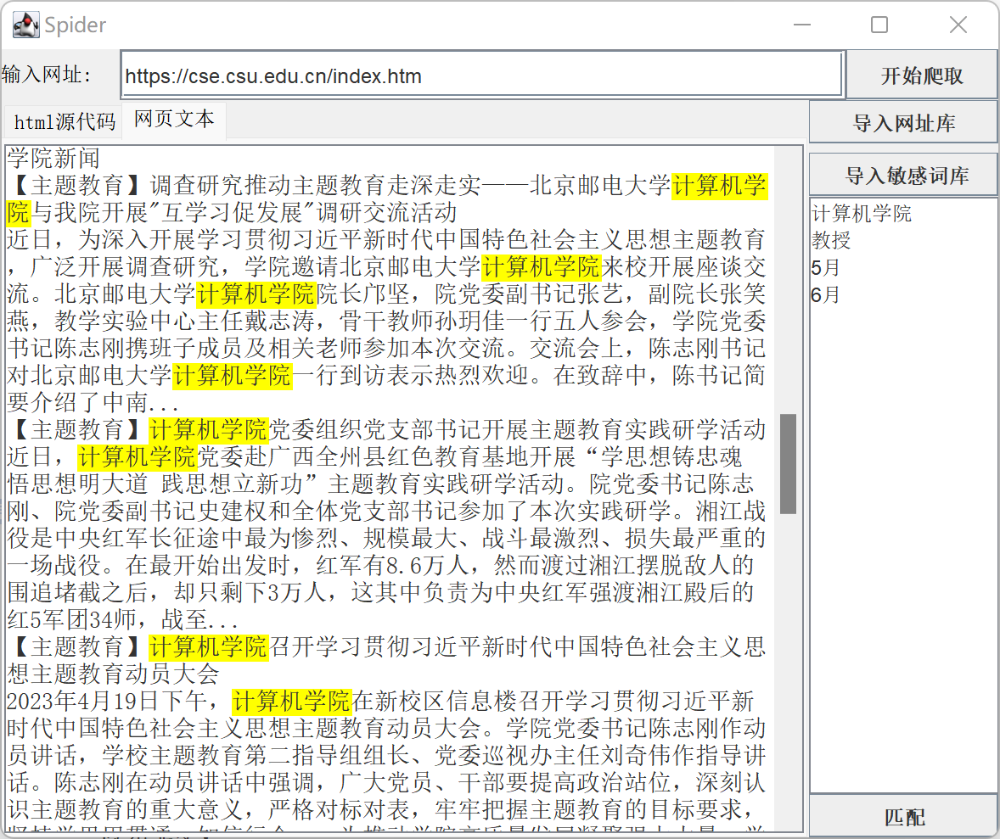 Spider
输入网址:
https://cse.csu.edu.cn/index.htm
开始爬取
html源代码
网页文本
导入网址库
导入敏感词库
学院新闻
【主题教育】调查研究推动主题教育走深走实——北京邮电大学计算机学
院与我院开展"互学习促发展"调研交流活动
近日，为深入开展学习贯彻习近平新时代中国特色社会主义思想主题教育
，广泛开展调查研究，学院邀请北京邮电大学计算机学院来校开展座谈交
流。北京邮电大学计算机学院院长邝坚，院党委副书记张艺，副院长张笑
燕，教学实验中心主任戴志涛，骨干教师孙玥佳一行五人参会，学院党委
书记陈志刚携班子成员及相关老师参加本次交流。交流会上，陈志刚书记
对北京邮电大学计算机学院一行到访表示热烈欢迎。在致辞中，陈书记简
要介绍了中南...
【主题教育】计算机学院党委组织党支部书记开展主题教育实践研学活动
近日，计算机学院党委赴广西全州县红色教育基地开展“学思想铸忠魂
悟思想明大道 践思想立新功”主题教育实践研学活动。院党委书记陈志
刚、院党委副书记史建权和全体党支部书记参加了本次实践研学。湘江战
役是中央红军长征途中最为惨烈、规模最大、战斗最激烈、损失最严重的
一场战役。在最开始出发时，红军有8.6万人，然而渡过湘江摆脱敌人的
围追堵截之后，却只剩下3万人，这其中负责为中央红军强渡湘江殿后的
红5军团34师，战至...
【主题教育】计算机学院召开学习贯彻习近平新时代中国特色社会主义思
想主题教育动员大会
2023年4月19日下午，计算机学院在新校区信息楼召开学习贯彻习近平新
时代中国特色社会主义思想主题教育动员大会。学院党委书记陈志刚作动
员讲话，学校主题教育第二指导组组长、党委巡视办主任刘奇伟作指导讲
话。陈志刚在动员讲话中强调，广大党员、干部要提高政治站位，深刻认
识主题教育的重大意义，严格对标对表，牢牢把握主题教育的目标要求，
计算机学院
教授
5月
6月
匹配